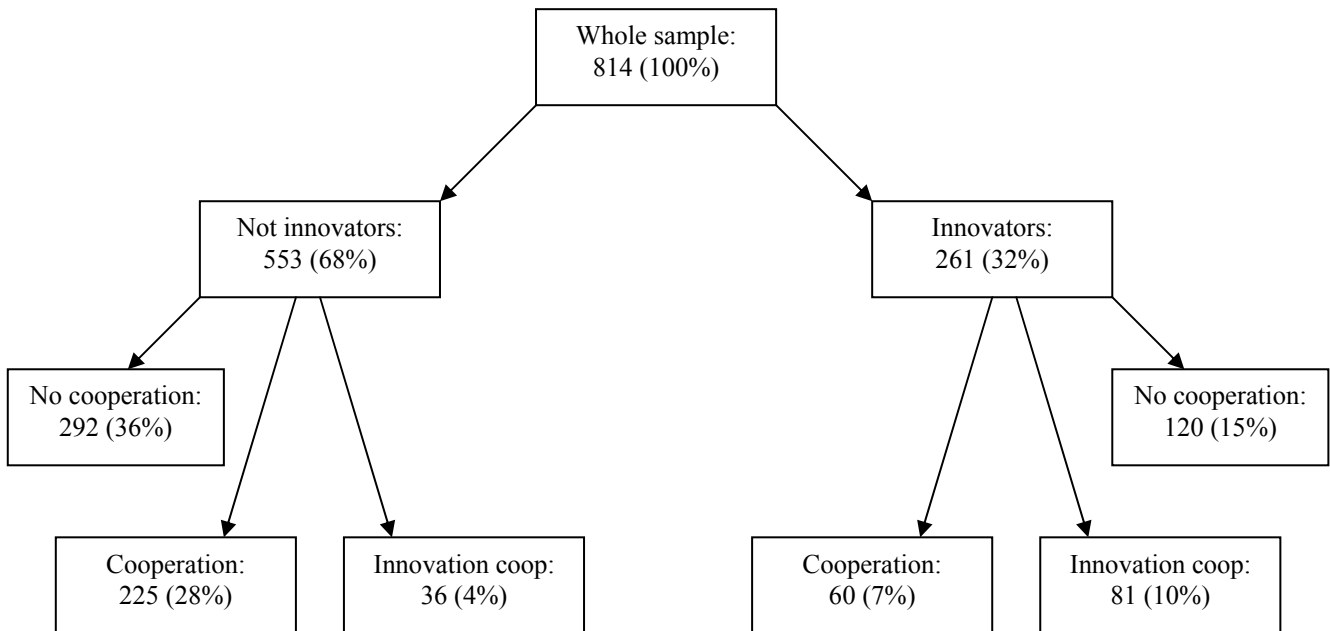 Whole sample:
814 (100%)
Not innovators:
553 (68%)
Innovators:
261 (32%)
No cooperation:
292 (36%)
No cooperation:
120 (15%)
Cooperation:
225 (28%)
Innovation coop:
36 (4%)
Cooperation:
60 (7%)
Innovation coop:
81 (10%)